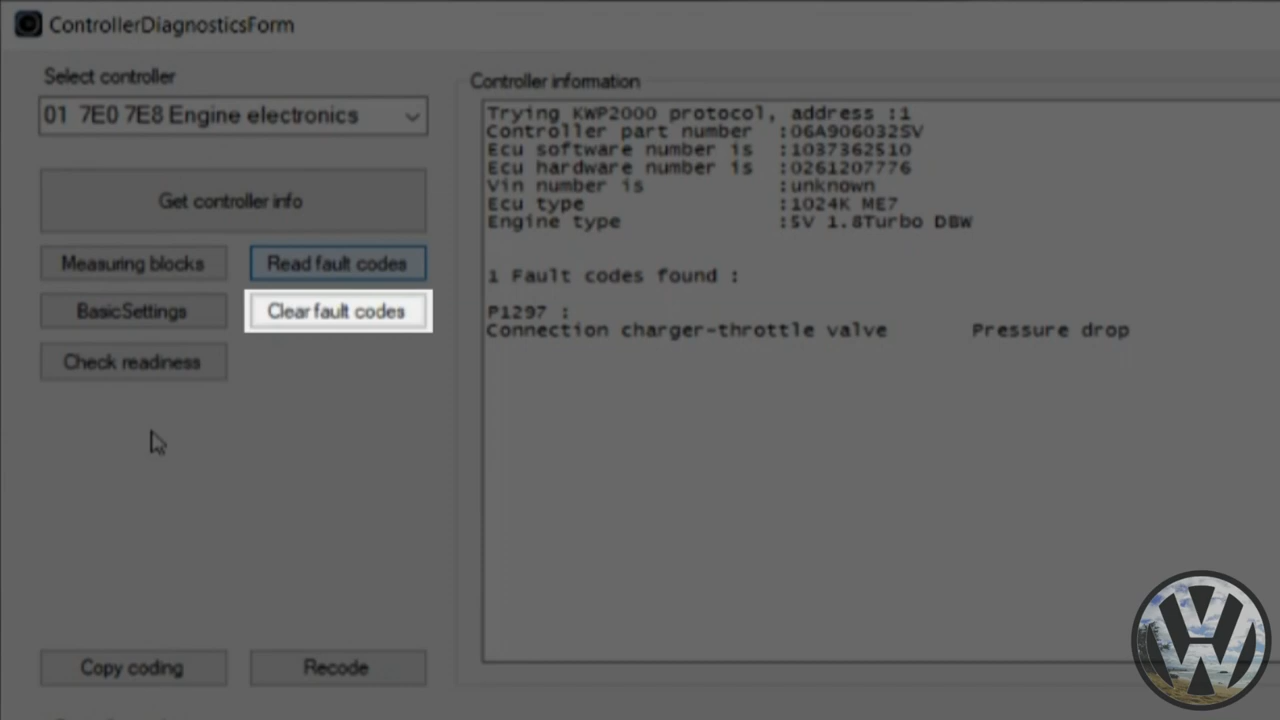 ControllerDiagnosticsForm
Select controller
01 7E0 7E8 Engine electronics
Get controller info
Measuring blocks
Read fault codes
BasicSettings
Clear fault codes
Check readiness
Copy coding
Recode
Controller information
Trying KWP2000 protocol, address :1
Controller part number :06A906032SV
Ecu software number is :1037362510
Ecu hardware number is :0261207776
Vin number is :unknown
Ecu type :1024K ME7
Engine type :5V 1.8Turbo DBW
1 Fault codes found :
P1297 :
Connection charger-throttle valve Pressure drop